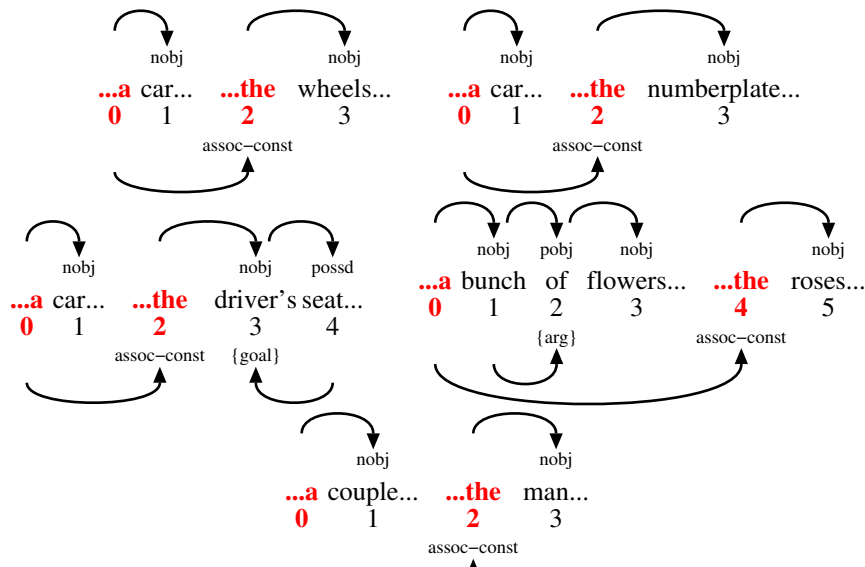 nobj nobj nobj nobj
...a car... ...the wheels... ...a car... ...the numberplate...
0 1 2 3 0 1 2 3
assoc−const assoc−const
nobj nobj possd nobj pobj nobj nobj
...a car... ...the driver's seat... ...a bunch of flowers... ...the roses...
0 1 2 3 4 0 1 2 3 4 5
assoc−const {goal} {arg} assoc−const
nobj nobj
...a couple... ...the man...
0 1 2 3
assoc−const